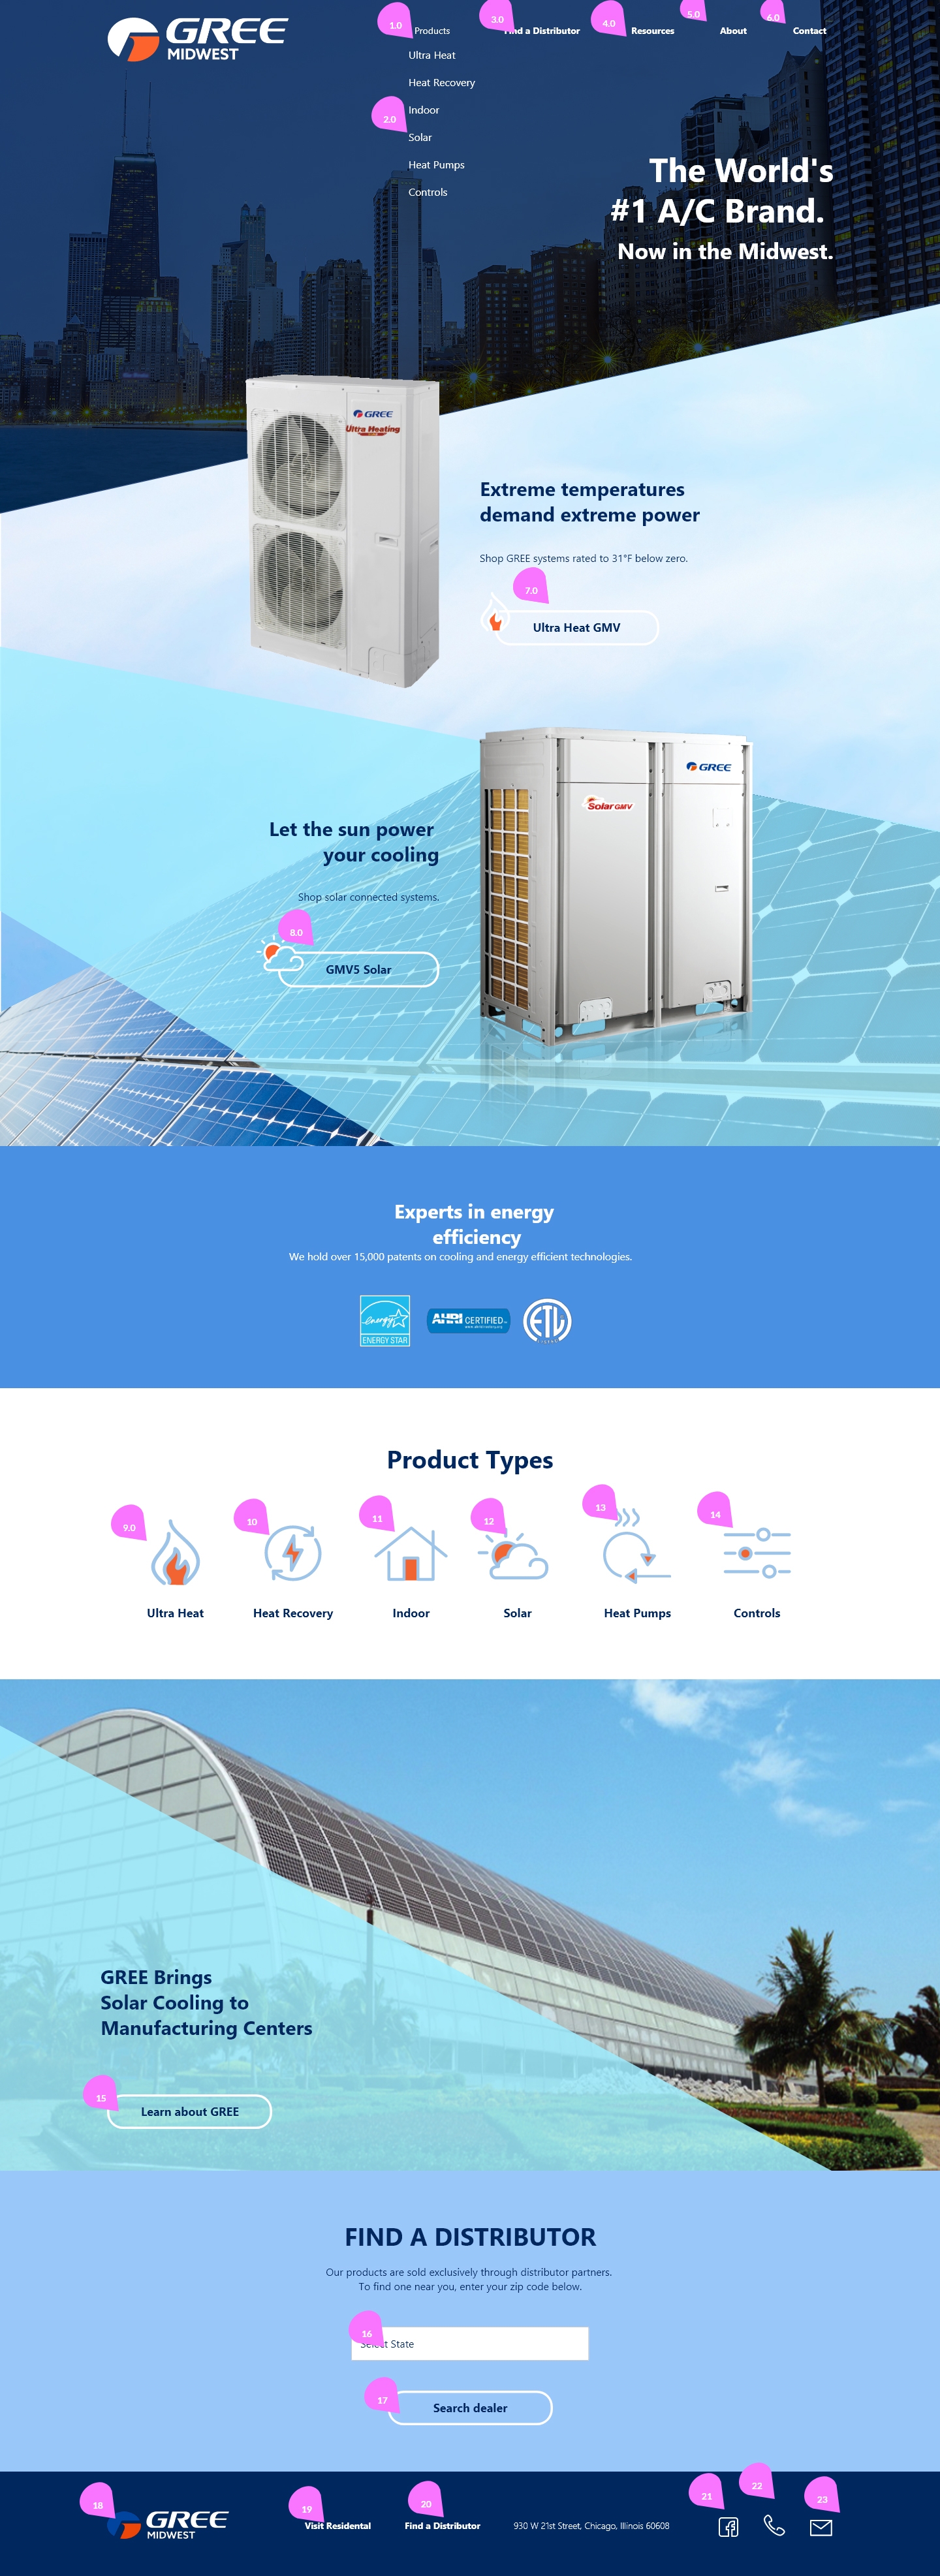 GREE
MIDWEST
1.0
Products
3.0
Find a Distributor
4.0
Resources
5.0
About
6.0
Contact
Ultra Heat
Heat Recovery
Indoor
2.0
Solar
Heat Pumps
Controls
The World's
#1 A/C Brand.
Now in the Midwest.
GREE
Ultra Heating
Extreme temperatures
demand extreme power
Shop GREE systems rated to 31°F below zero.
7.0
Ultra Heat GMV
GREE
Solar GMV
Let the sun power
your cooling
Shop solar connected systems.
8.0
GMV5 Solar
Experts in energy
efficiency
We hold over 15,000 patents on cooling and energy efficient technologies.
energy
ENERGY STAR
AHRI CERTIFIED
ETL
Product Types
9.0
10
11
12
13
14
Ultra Heat
Heat Recovery
Indoor
Solar
Heat Pumps
Controls
GREE Brings
Solar Cooling to
Manufacturing Centers
15
Learn about GREE
FIND A DISTRIBUTOR
Our products are sold exclusively through distributor partners.
To find one near you, enter your zip code below.
16
Select State
17
Search dealer
18
GREE
MIDWEST
19
Visit Residental
20
Find a Distributor
930 W 21st Street, Chicago, Illinois 60608
21
22
23